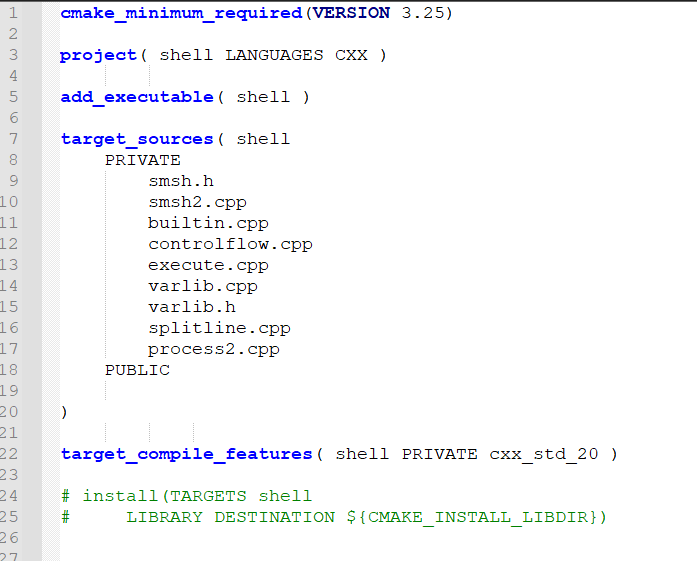 1 cmake_minimum_required(VERSION 3.25)
2
3 project( shell LANGUAGES CXX )
4
5 add_executable( shell )
6
7 target_sources( shell
8     PRIVATE
9         smsh.h
10         smsh2.cpp
11         builtin.cpp
12         controlflow.cpp
13         execute.cpp
14         varlib.cpp
15         varlib.h
16         splitline.cpp
17         process2.cpp
18     PUBLIC
19
20 )
21
22 target_compile_features( shell PRIVATE cxx_std_20 )
23
24 # install(TARGETS shell
25 #     LIBRARY DESTINATION ${CMAKE_INSTALL_LIBDIR})
26
27